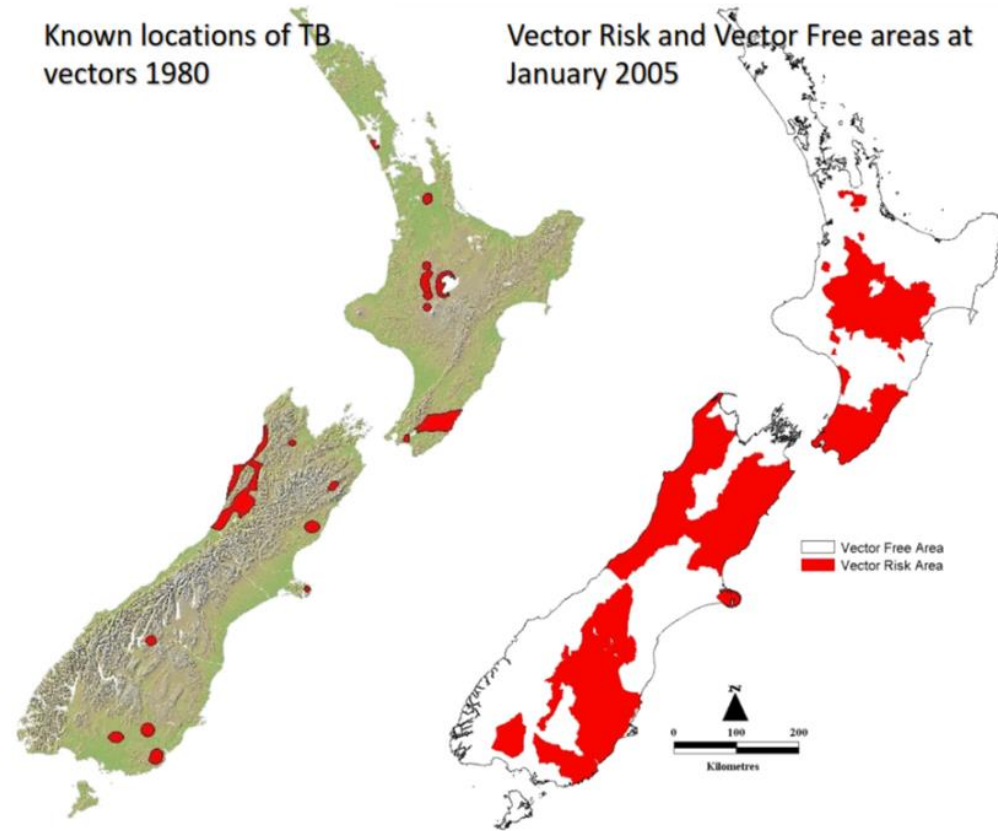 Known locations of TB
vectors 1980
Vector Risk and Vector Free areas at
January 2005
Vector Free Area
Vector Risk Area
N
0 100 200
Kilometres